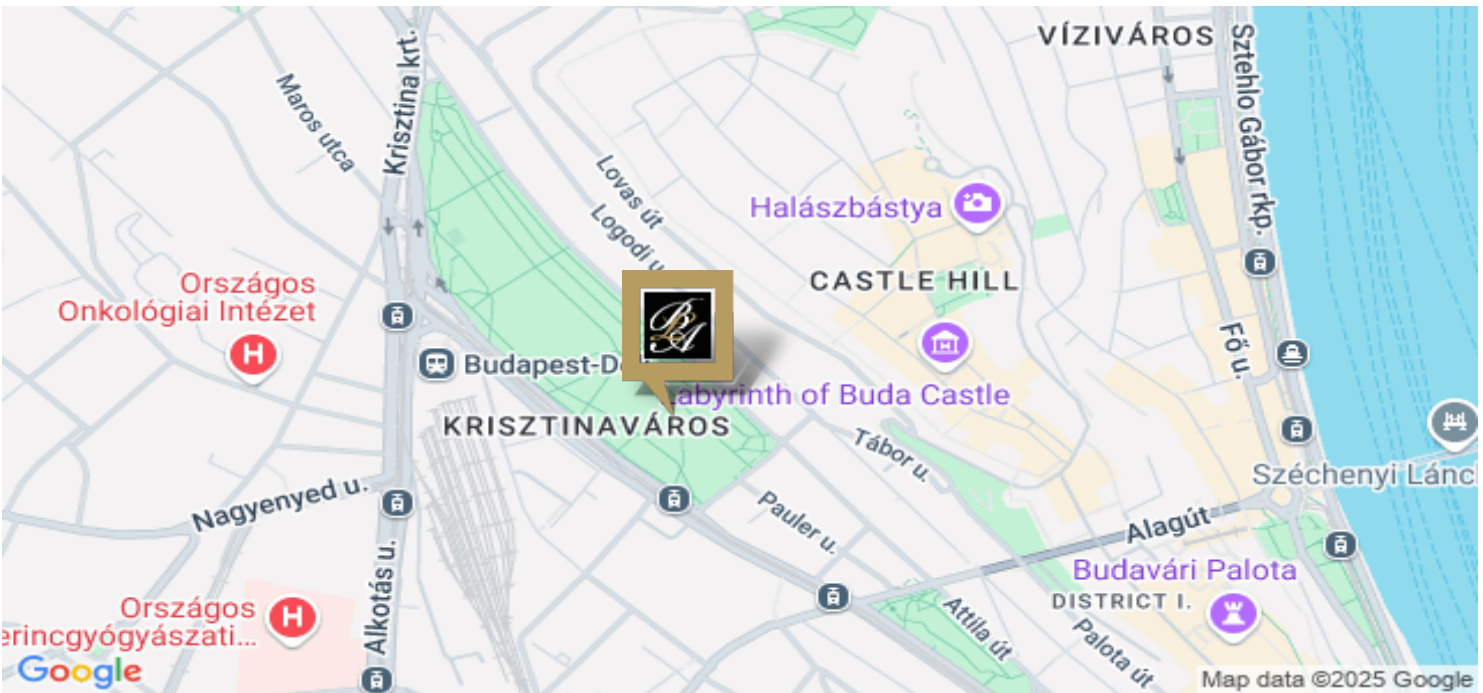 VÍZIVÁROS
Sztehlo Gábor rkp.
Krisztina krt.
Maros utca
Lovas út
Logodi u.
Halászbástya
CASTLE HILL
Országos
Onkológiai Intézet
H
Fő u.
Budapest-D
Labyrinth of Buda Castle
KRISZTINAVÁROS
Tábor u.
Széchenyi Lánc
Nagyenyed u.
Pauler u.
Alagút
Alkotás u.
Budavári Palota
DISTRICT I.
Attila út
Palota út
Országos
erincgyógyászati...
H
Google
Map data ©2025 Google